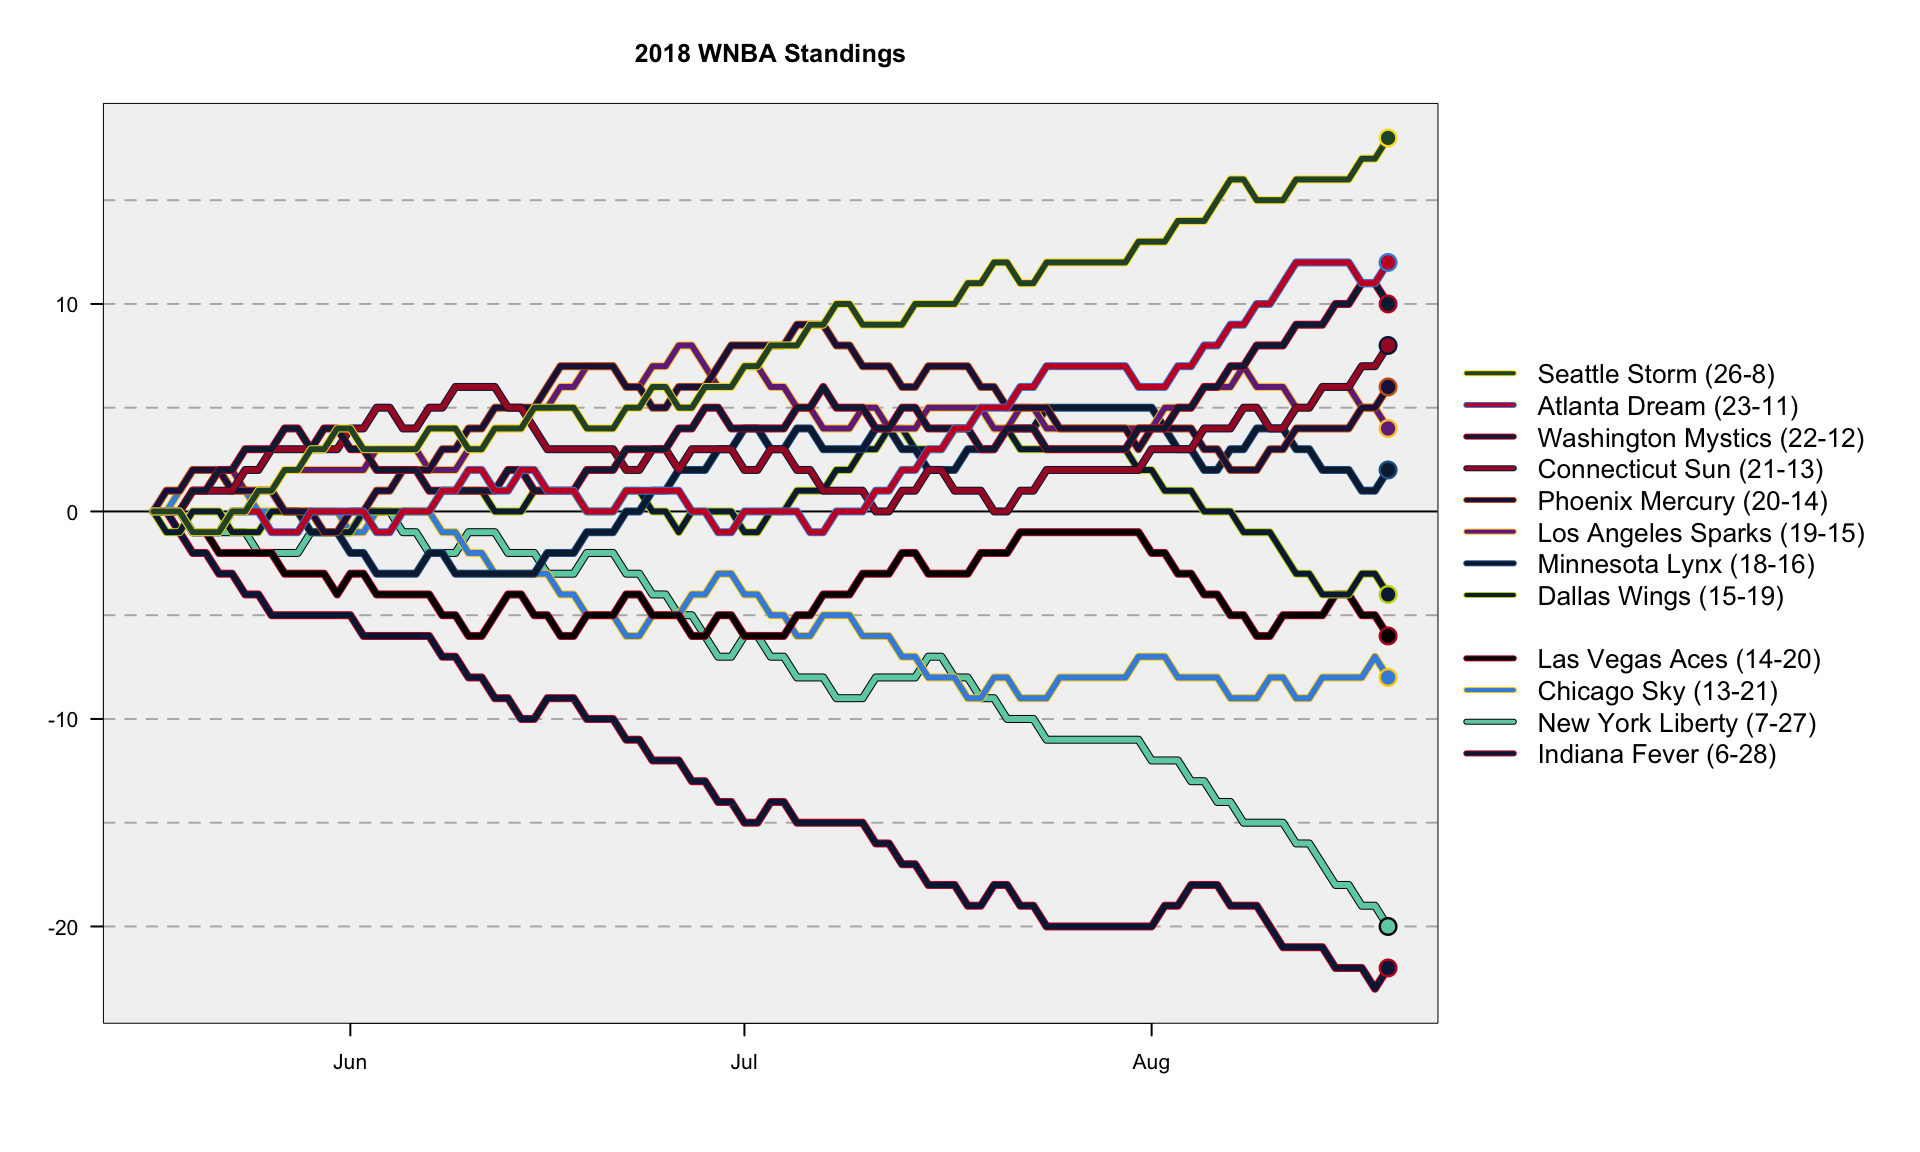 2018 WNBA Standings
10
0
-10
-20
Jun
Jul
Aug
Seattle Storm (26-8)
Atlanta Dream (23-11)
Washington Mystics (22-12)
Connecticut Sun (21-13)
Phoenix Mercury (20-14)
Los Angeles Sparks (19-15)
Minnesota Lynx (18-16)
Dallas Wings (15-19)
Las Vegas Aces (14-20)
Chicago Sky (13-21)
New York Liberty (7-27)
Indiana Fever (6-28)